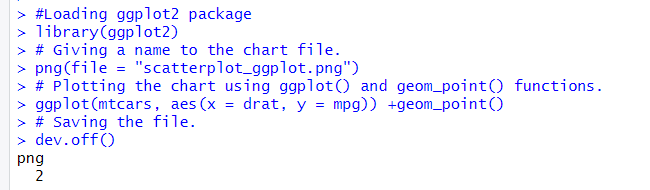 > #Loading ggplot2 package
> library(ggplot2)
> # Giving a name to the chart file.
> png(file = "scatterplot_ggplot.png")
> # Plotting the chart using ggplot() and geom_point() functions.
> ggplot(mtcars, aes(x = drat, y = mpg)) +geom_point()
> # Saving the file.
> dev.off()
png
  2